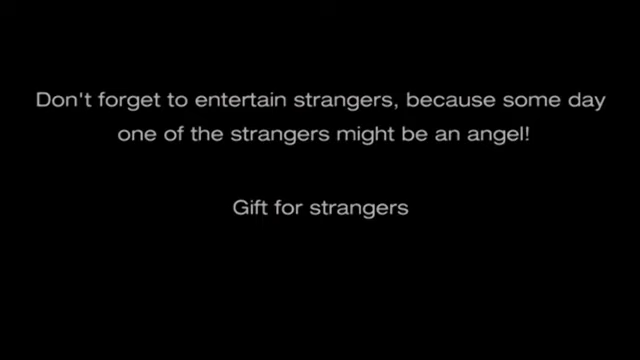 Don't forget to entertain strangers, because some day
one of the strangers might be an angel!
Gift for strangers